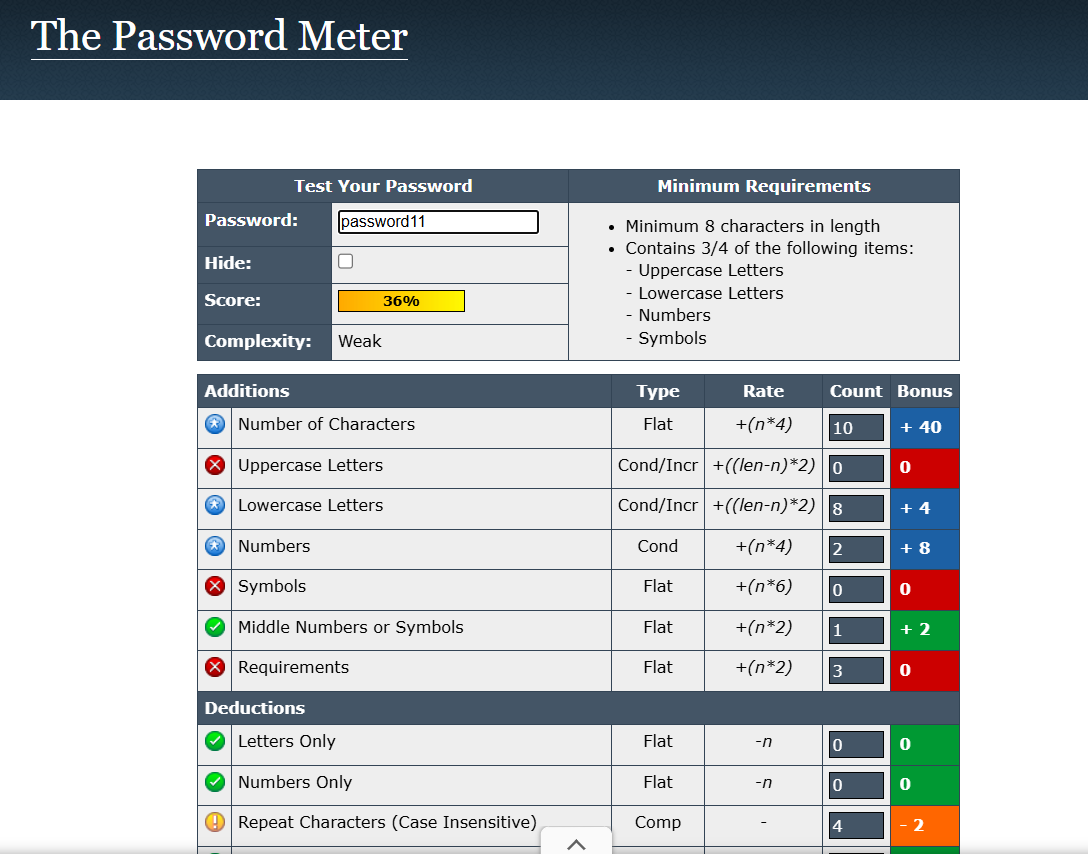 The Password Meter
Test Your Password Minimum Requirements
Password: password11
Hide:
Score: 36%
Complexity: Weak
• Minimum 8 characters in length
• Contains 3/4 of the following items:
- Uppercase Letters
- Lowercase Letters
- Numbers
- Symbols
Additions Type Rate Count Bonus
Number of Characters Flat +(n*4) 10 + 40
Uppercase Letters Cond/Incr +((len-n)*2) 0 0
Lowercase Letters Cond/Incr +((len-n)*2) 8 + 4
Numbers Cond +(n*4) 2 + 8
Symbols Flat +(n*6) 0 0
Middle Numbers or Symbols Flat +(n*2) 1 + 2
Requirements Flat +(n*2) 3 0
Deductions
Letters Only Flat -n 0 0
Numbers Only Flat -n 0 0
Repeat Characters (Case Insensitive) Comp - 4 - 2